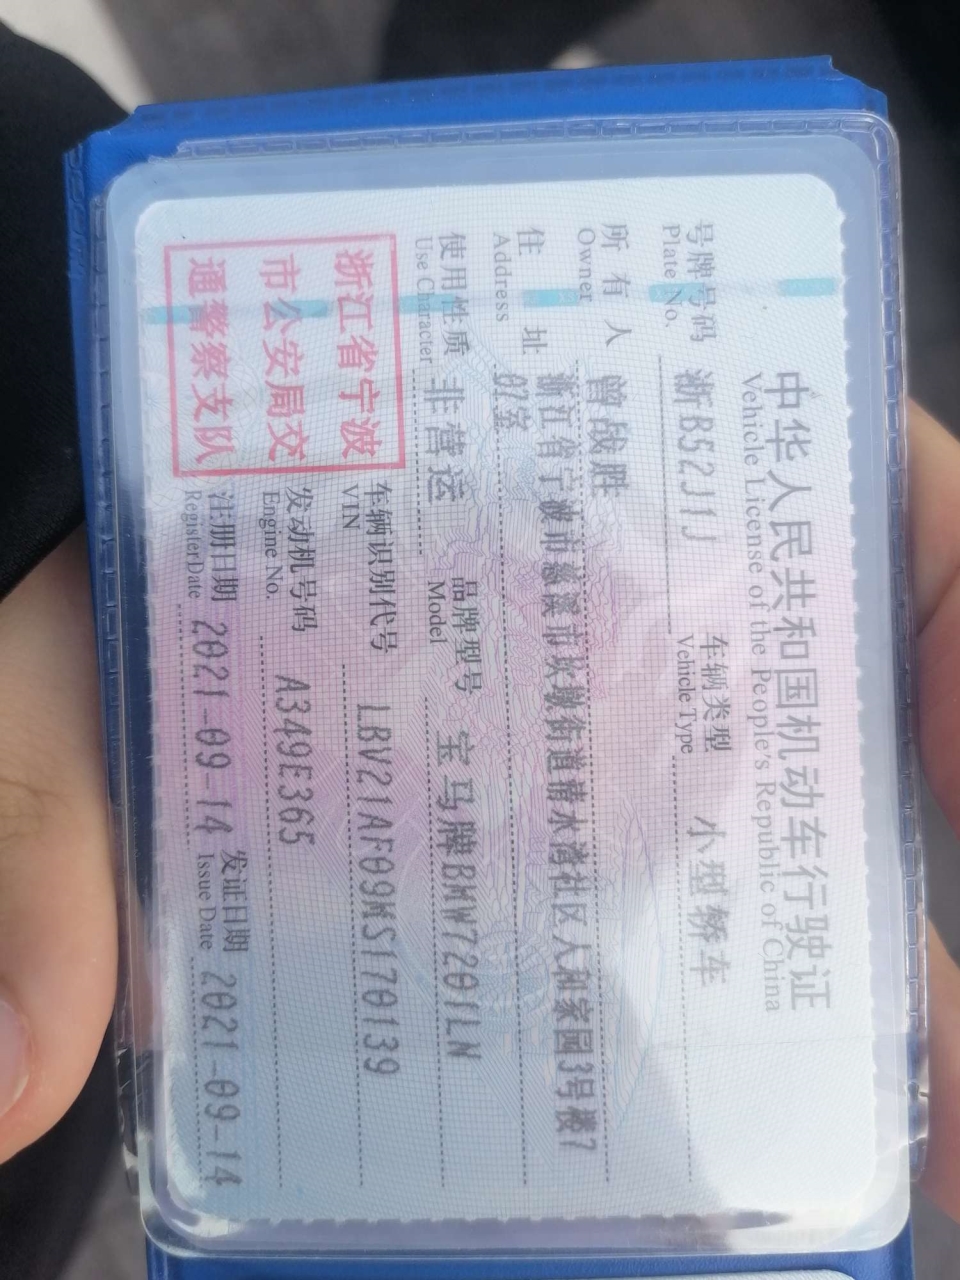 中华人民共和国机动车行驶证
Vehicle License of the People's Republic of China
号牌号码 浙B52J1J 车辆类型 小型轿车
Plate No. Vehicle Type
所有人 曾战胜
Owner
住址 浙江省宁波市慈溪市坎墩街道清水湾社区人和家园3号楼7
Address 07室
使用性质 非营运 品牌型号 宝马牌BMW7201LN
Use Character Model
浙江省宁波
市公安局交
通警察支队
车辆识别代号 LBV21AF09MS170139
VIN
发动机号码 A349E365
Engine No.
注册日期 2021-09-14 发证日期 2021-09-14
Register Date Issue Date